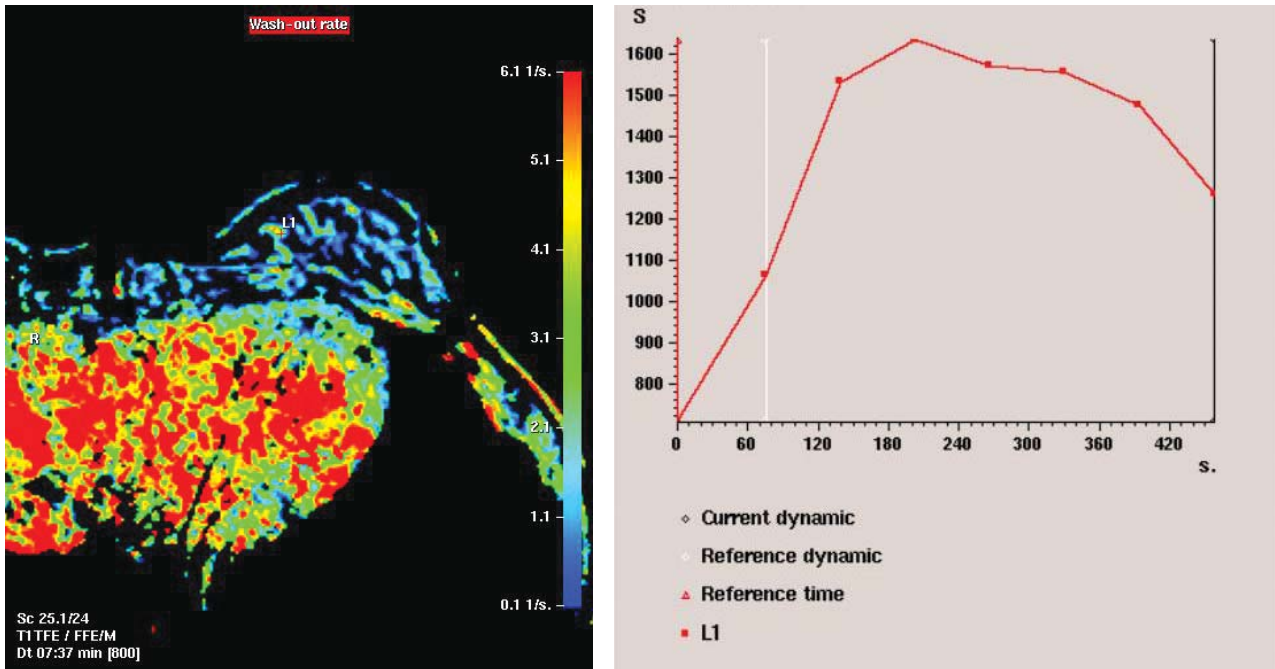 Wash-out rate
6.1 1/s.
5.1
4.1
3.1
2.1
1.1
0.1 1/s.
L1
R
Sc 25.1/24
T1TFE / FFE/M
Dt 07:37 min [800]
S
1600
1500
1400
1300
1200
1100
1000
900
800
0 60 120 180 240 300 360 420
s.
Current dynamic
Reference dynamic
Reference time
L1